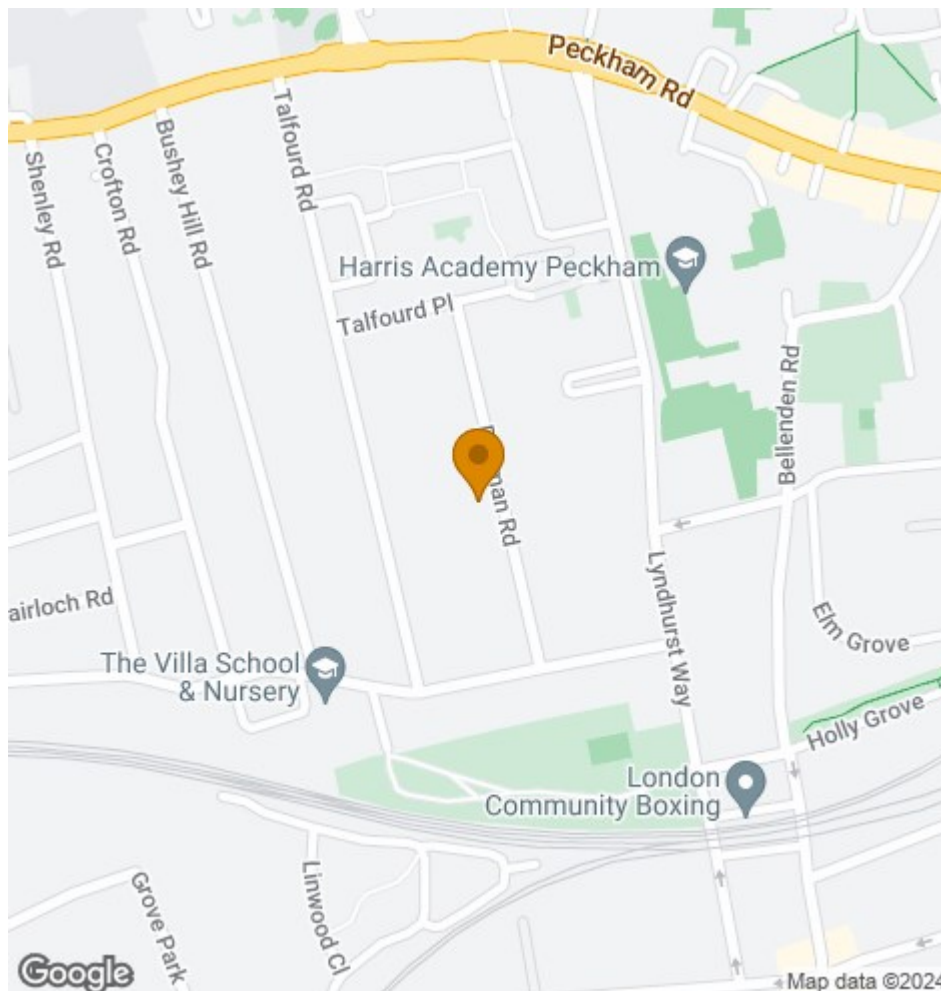 Peckham Rd
Talfourd Rd
Bushey Hill Rd
Crofton Rd
Shenley Rd
Harris Academy Peckham
Talfourd Pl
Bellenden Rd
man Rd
Lyndhurst Way
airloch Rd
Elm Grove
The Villa School
& Nursery
Holly Grove
London
Community Boxing
Linwood Cl
Grove Park
Google
Map data ©2024